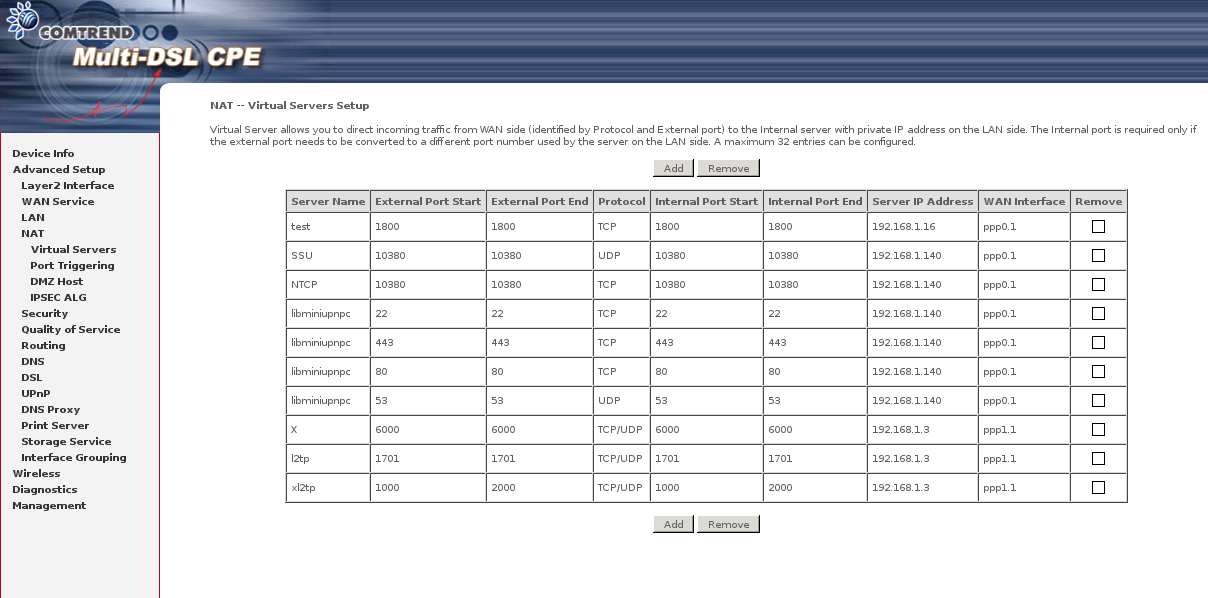 COMTREND
Multi-DSL CPE
NAT -- Virtual Servers Setup
Virtual Server allows you to direct incoming traffic from WAN side (identified by Protocol and External port) to the Internal server with private IP address on the LAN side. The Internal port is required only if
the external port needs to be converted to a different port number used by the server on the LAN side. A maximum 32 entries can be configured.
Add Remove
Device Info
Advanced Setup
Layer2 Interface
WAN Service
LAN
NAT
Virtual Servers
Port Triggering
DMZ Host
IPSEC ALG
Security
Quality of Service
Routing
DNS
DSL
UPnP
DNS Proxy
Print Server
Storage Service
Interface Grouping
Wireless
Diagnostics
Management
Server Name External Port Start External Port End Protocol Internal Port Start Internal Port End Server IP Address WAN Interface Remove
test 1800 1800 TCP 1800 1800 192.168.1.16 ppp0.1
SSU 10380 10380 UDP 10380 10380 192.168.1.140 ppp0.1
NTCP 10380 10380 TCP 10380 10380 192.168.1.140 ppp0.1
libminiupnpc 22 22 TCP 22 22 192.168.1.140 ppp0.1
libminiupnpc 443 443 TCP 443 443 192.168.1.140 ppp0.1
libminiupnpc 80 80 TCP 80 80 192.168.1.140 ppp0.1
libminiupnpc 53 53 UDP 53 53 192.168.1.140 ppp0.1
X 6000 6000 TCP/UDP 6000 6000 192.168.1.3 ppp1.1
l2tp 1701 1701 TCP/UDP 1701 1701 192.168.1.3 ppp1.1
xl2tp 1000 2000 TCP/UDP 1000 2000 192.168.1.3 ppp1.1
Add Remove